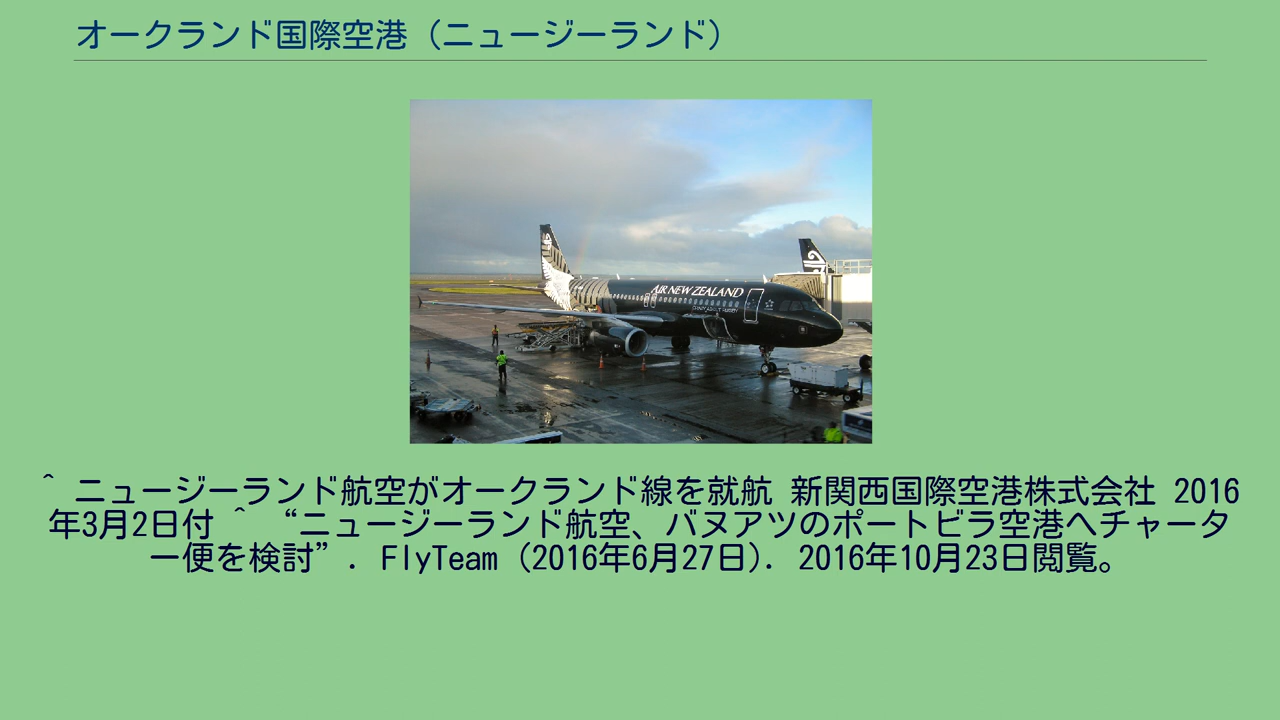 オークランド国際空港（ニュージーランド）
AIR NEW ZEALAND
^ ニュージーランド航空がオークランド線を就航 新関西国際空港株式会社 2016
年3月2日付 ^ “ニュージーランド航空、バヌアツのポートビラ空港へチャータ
ー便を検討”. FlyTeam (2016年6月27日). 2016年10月23日閲覧。